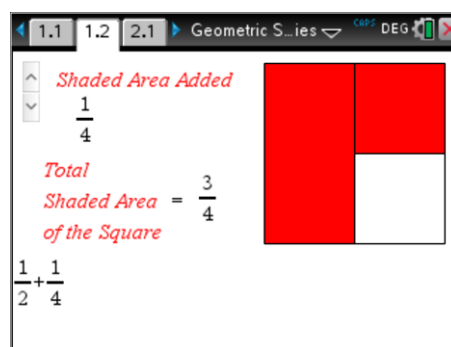 1.1 1.2 2.1 Geometric S...ies CAPS DEG
Shaded Area Added
1/4
Total
Shaded Area = 3/4
of the Square
1/2+1/4